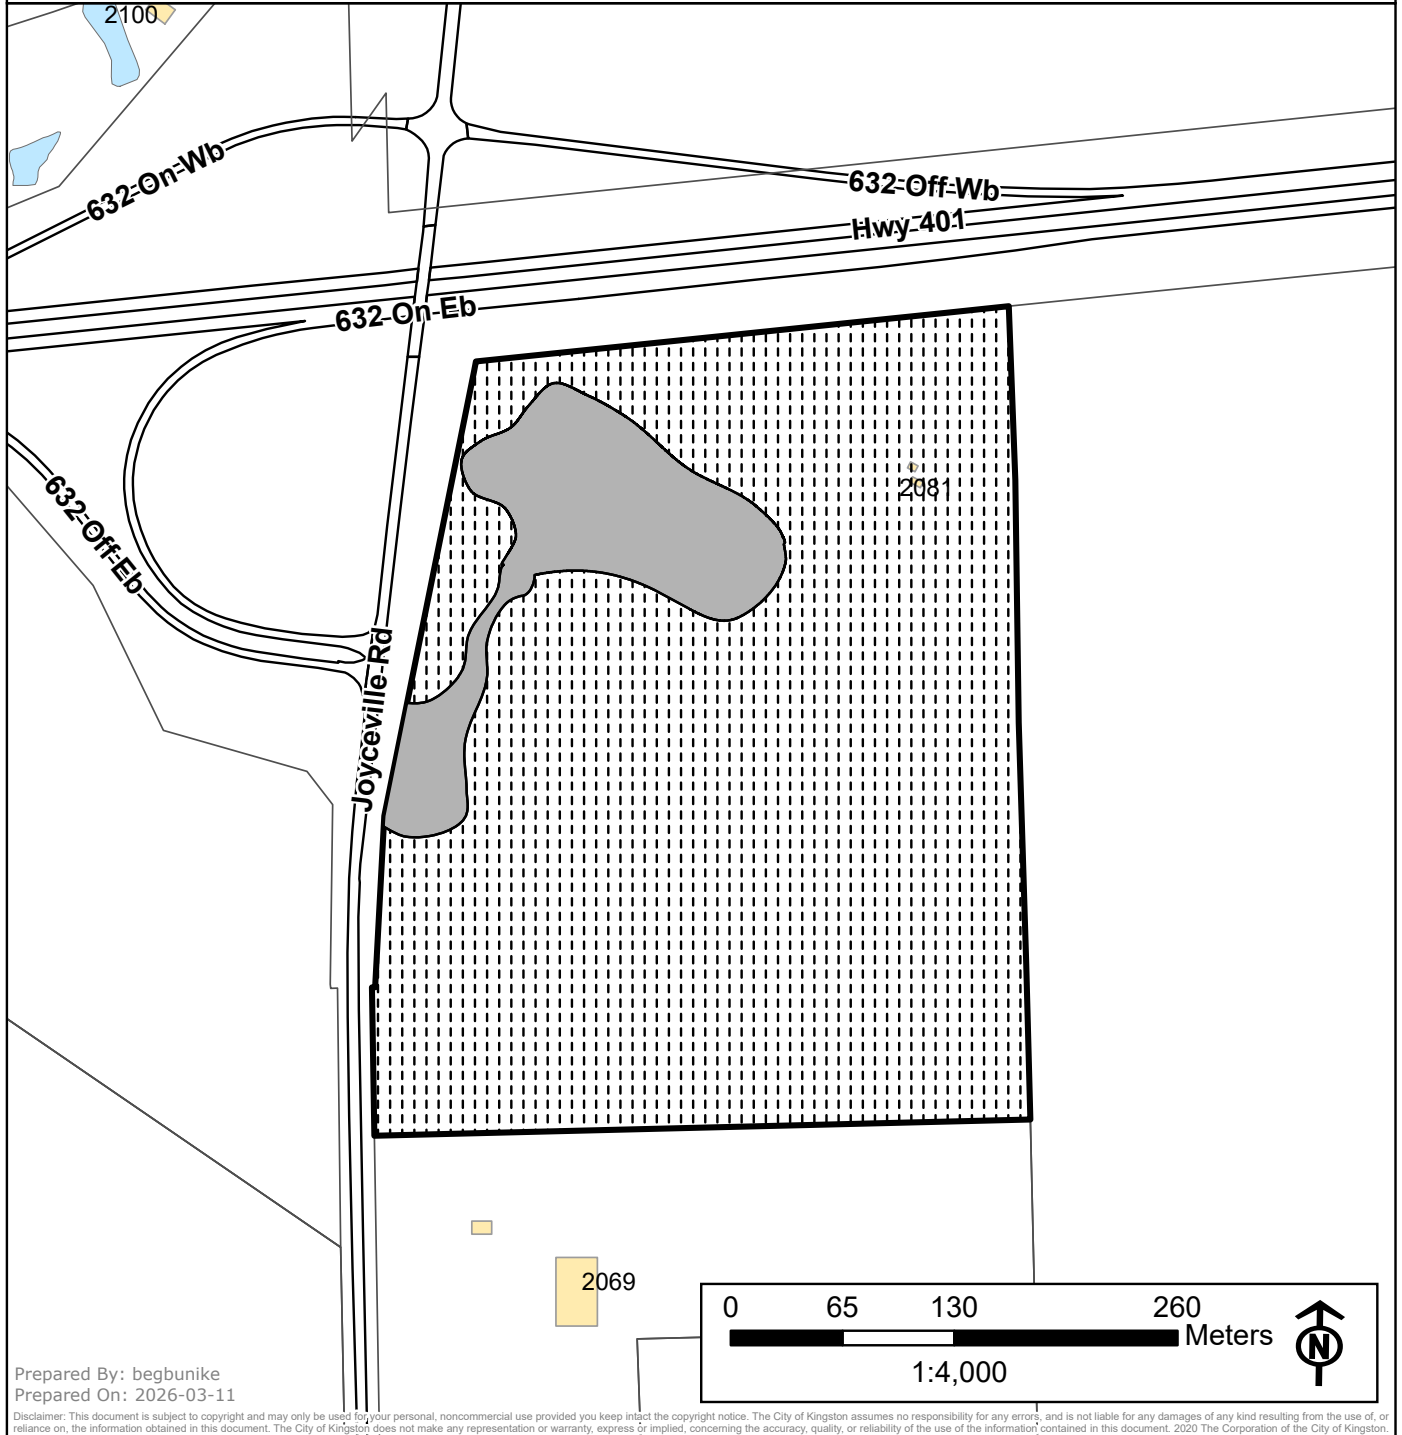 2100
632 On Wb
632 Off Wb
Hwy 401
632 On Eb
2081
632 Off Eb
Joyceville Rd
2069
0 65 130 260
Meters
1:4,000
N
Prepared By: begbunike
Prepared On: 2026-03-11
Disclaimer: This document is subject to copyright and may only be used for your personal, noncommercial use provided you keep intact the copyright notice. The City of Kingston assumes no responsibility for any errors, and is not liable for any damages of any kind resulting from the use of, or
reliance on, the information obtained in this document. The City of Kingston does not make any representation or warranty, express or implied, concerning the accuracy, quality, or reliability of the use of the information contained in this document. 2020 The Corporation of the City of Kingston.